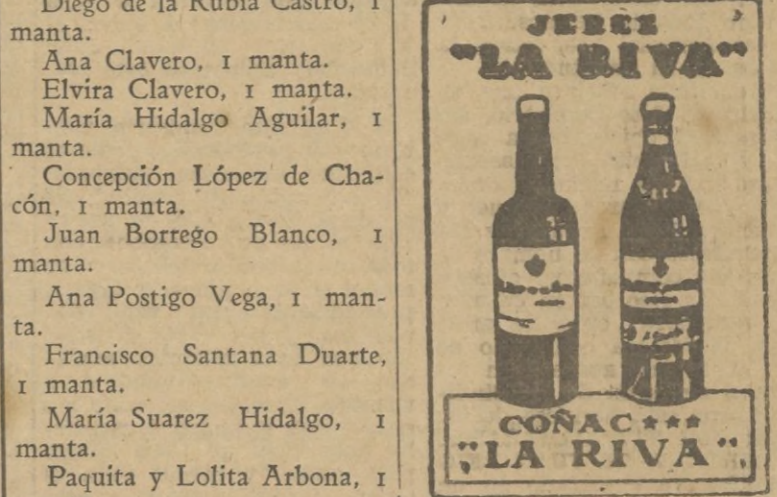 Diego de la Rubia Castro, 1
manta.
Ana Clavero, 1 manta.
Elvira Clavero, 1 manta.
María Hidalgo Aguilar, 1
manta.
Concepción López de Cha-
cón, 1 manta.
Juan Borrego Blanco, 1
manta.
Ana Postigo Vega, 1 man-
ta.
Francisco Santana Duarte,
1 manta.
María Suarez Hidalgo, 1
manta.
Paquita y Lolita Arbona, 1
JEREZ
"LA RIVA"
COÑAC ***
"LA RIVA".